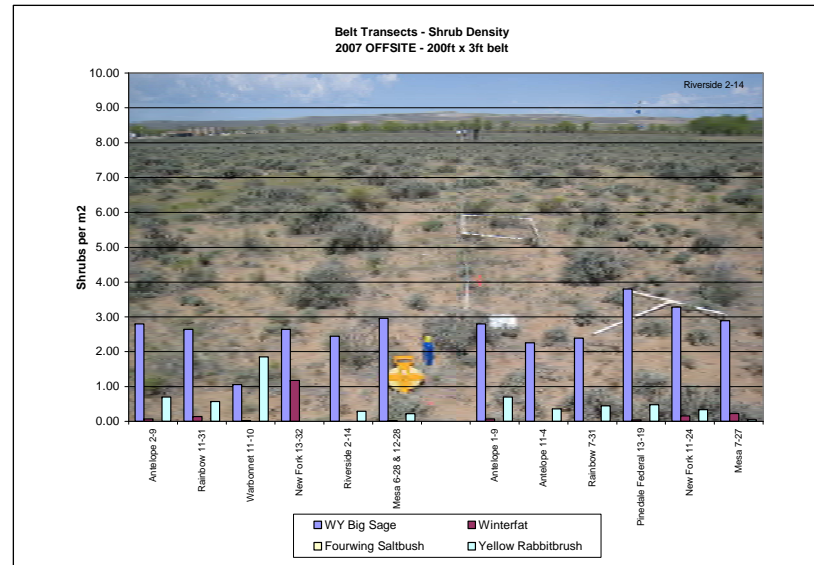 Belt Transects - Shrub Density
2007 OFFSITE - 200ft x 3ft belt
Riverside 2-14
Shrubs per m2
10.00
9.00
8.00
7.00
6.00
5.00
4.00
3.00
2.00
1.00
0.00
Antelope 2-9
Rainbow 11-31
Warbonnet 11-10
New Fork 13-32
Riverside 2-14
Mesa 6-28 & 12-28
Antelope 1-9
Antelope 11-4
Rainbow 7-31
Pinedale Federal 13-19
New Fork 11-24
Mesa 7-27
WY Big Sage
Winterfat
Fourwing Saltbush
Yellow Rabbitbrush